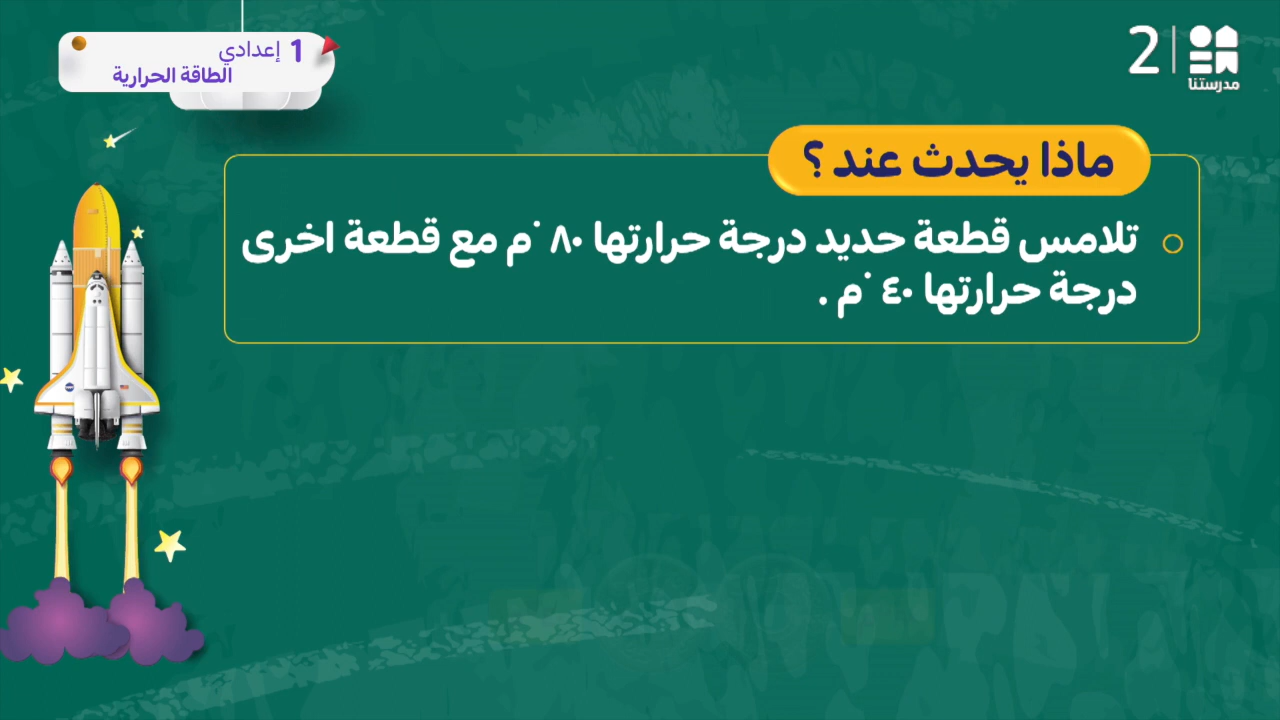 1 إعدادي
الطاقة الحرارية
2
مدرستنا
ماذا يحدث عند ؟
تلامس قطعة حديد درجة حرارتها ٨٠ ْم مع قطعة اخرى
درجة حرارتها ٤٠ ْم .